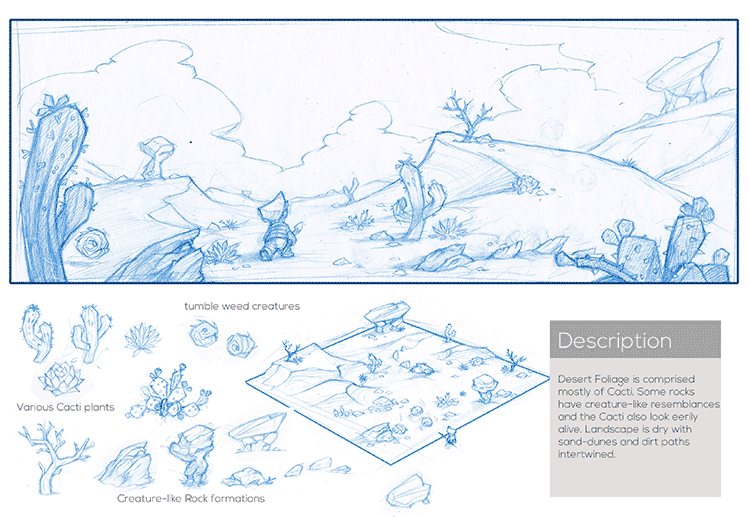 tumble weed creatures
Various Cacti plants
Creature-like Rock formations
Description
Desert Foliage is comprised
mostly of Cacti. Some rocks
have creature-like resemblances
and the Cacti also look eerily
alive. Landscape is dry with
sand-dunes and dirt paths
intertwined.